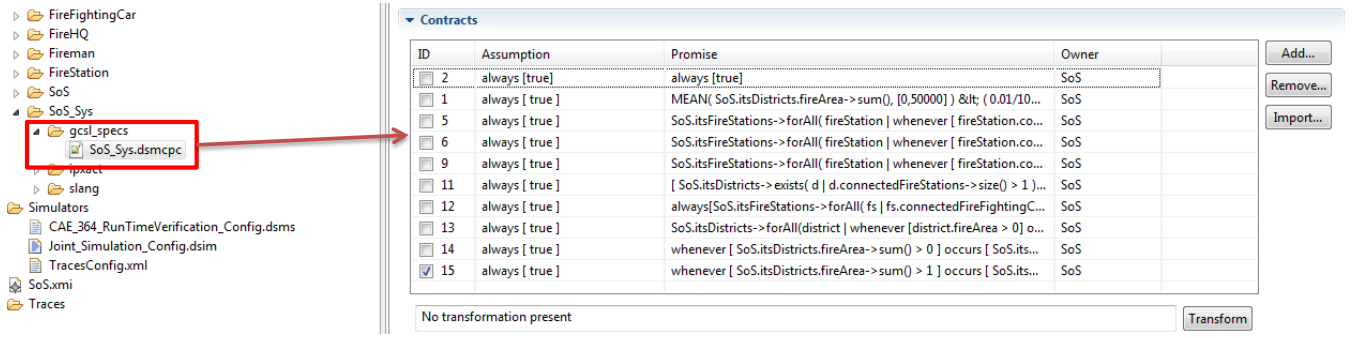 FireFightingCar
FireHQ
Fireman
FireStation
SoS
SoS_Sys
gcsl_specs
SoS_Sys.dsmcpc
ipxact
slang
Simulators
CAE_364_RunTimeVerification_Config.dsms
Joint_Simulation_Config.dsim
TracesConfig.xml
SoS.xmi
Traces
Contracts
ID Assumption Promise Owner
2 always [true] always [true] SoS
1 always [ true ] MEAN( SoS.itsDistricts.fireArea->sum(), [0,50000] ) &lt; ( 0.01/10... SoS
5 always [ true ] SoS.itsFireStations->forAll( fireStation | whenever [ fireStation.co... SoS
6 always [ true ] SoS.itsFireStations->forAll( fireStation | whenever [ fireStation.co... SoS
9 always [ true ] SoS.itsFireStations->forAll( fireStation | whenever [ fireStation.co... SoS
11 always [ true ] [ SoS.itsDistricts->exists( d | d.connectedFireStations->size() > 1 )... SoS
12 always [ true ] always[SoS.itsFireStations->forAll( fs | fs.connectedFireFightingC... SoS
13 always [ true ] SoS.itsDistricts->forAll(district | whenever [district.fireArea > 0] o... SoS
14 always [ true ] whenever [ SoS.itsDistricts.fireArea->sum() > 0 ] occurs [ SoS.its... SoS
15 always [ true ] whenever [ SoS.itsDistricts.fireArea->sum() > 1 ] occurs [ SoS.its... SoS
Add...
Remove...
Import...
No transformation present
Transform